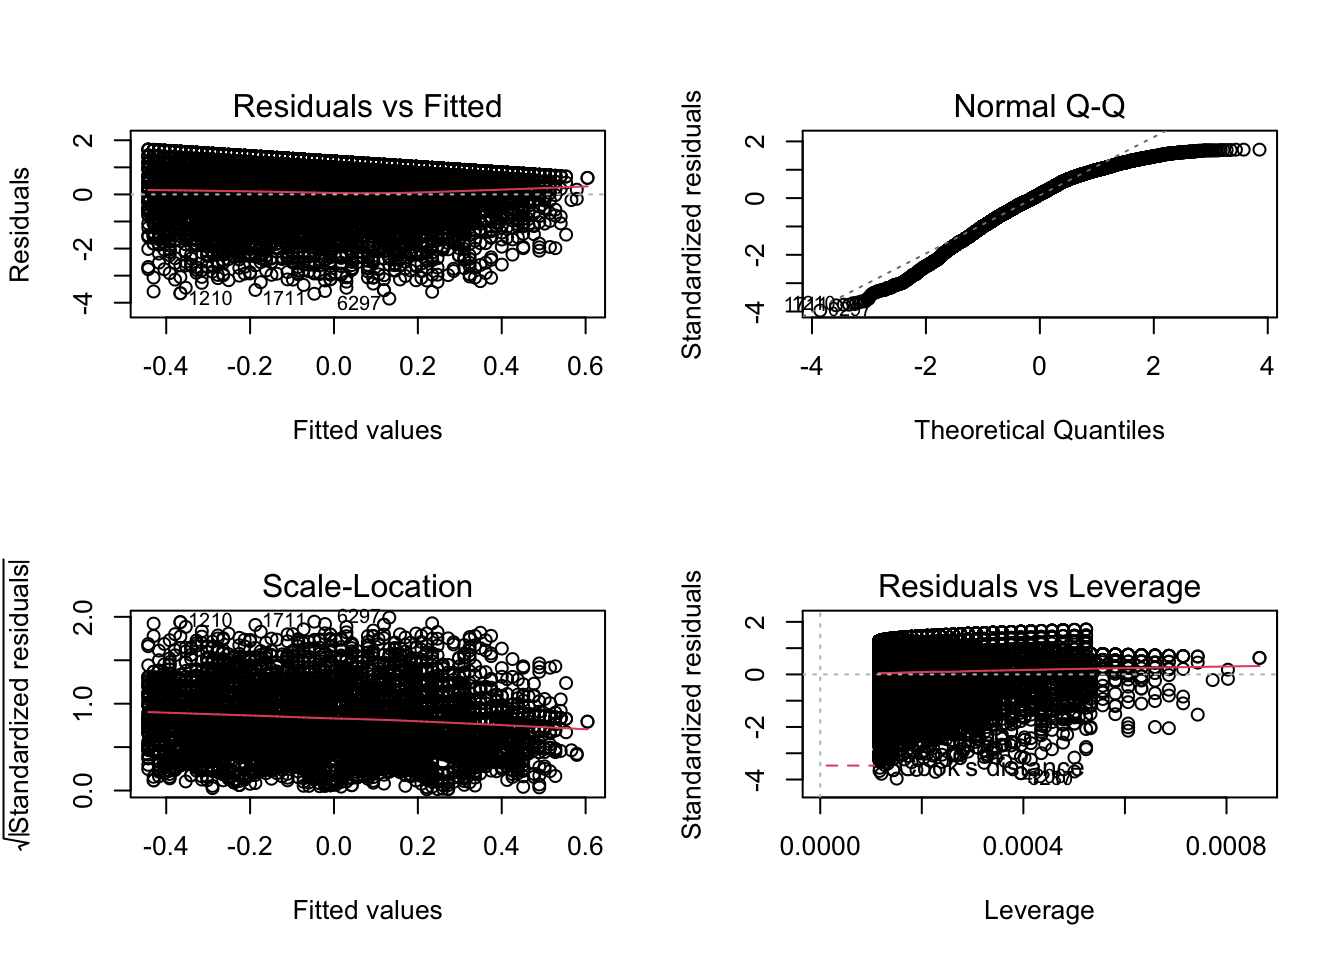 Residuals vs Fitted
Residuals
2
0
-2
-4
1210
1711
6297
-0.4 -0.2 0.0 0.2 0.4 0.6
Fitted values
Normal Q-Q
Standardized residuals
2
0
-2
-4
6297
-4 -2 0 2 4
Theoretical Quantiles
Scale-Location
√|Standardized residuals|
2.0
1.0
0.0
1210
1711
6297
-0.4 -0.2 0.0 0.2 0.4 0.6
Fitted values
Residuals vs Leverage
Standardized residuals
2
0
-2
-4
Cook's distance
0.0000 0.0004 0.0008
Leverage